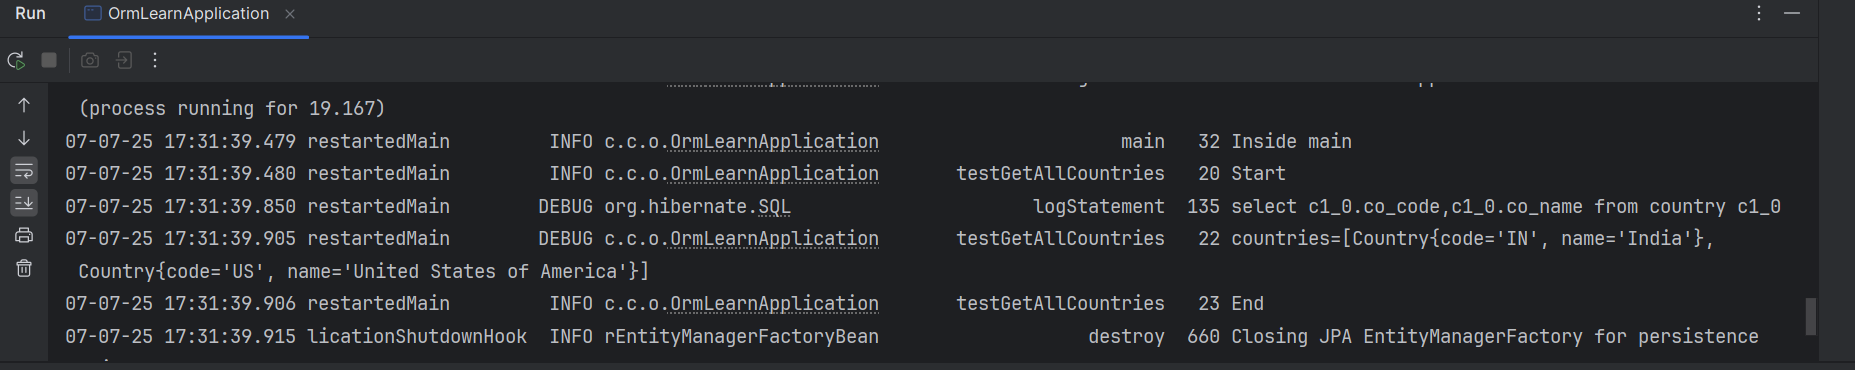 Run OrmLearnApplication
(process running for 19.167)
07-07-25 17:31:39.479 restartedMain INFO c.c.o.OrmLearnApplication main 32 Inside main
07-07-25 17:31:39.480 restartedMain INFO c.c.o.OrmLearnApplication testGetAllCountries 20 Start
07-07-25 17:31:39.850 restartedMain DEBUG org.hibernate.SQL logStatement 135 select c1_0.co_code,c1_0.co_name from country c1_0
07-07-25 17:31:39.905 restartedMain DEBUG c.c.o.OrmLearnApplication testGetAllCountries 22 countries=[Country{code='IN', name='India'},
Country{code='US', name='United States of America'}]
07-07-25 17:31:39.906 restartedMain INFO c.c.o.OrmLearnApplication testGetAllCountries 23 End
07-07-25 17:31:39.915 licationShutdownHook INFO rEntityManagerFactoryBean destroy 660 Closing JPA EntityManagerFactory for persistence